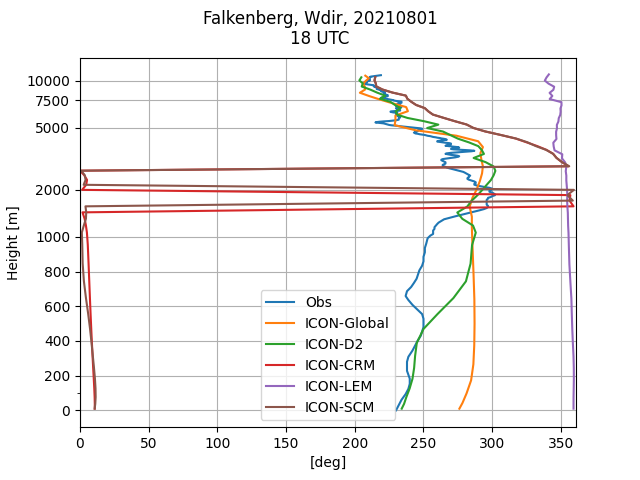 Falkenberg, Wdir, 20210801
18 UTC
Height [m]
10000
7500
5000
2000
1000
800
600
400
200
0
Obs
ICON-Global
ICON-D2
ICON-CRM
ICON-LEM
ICON-SCM
0 50 100 150 200 250 300 350
[deg]